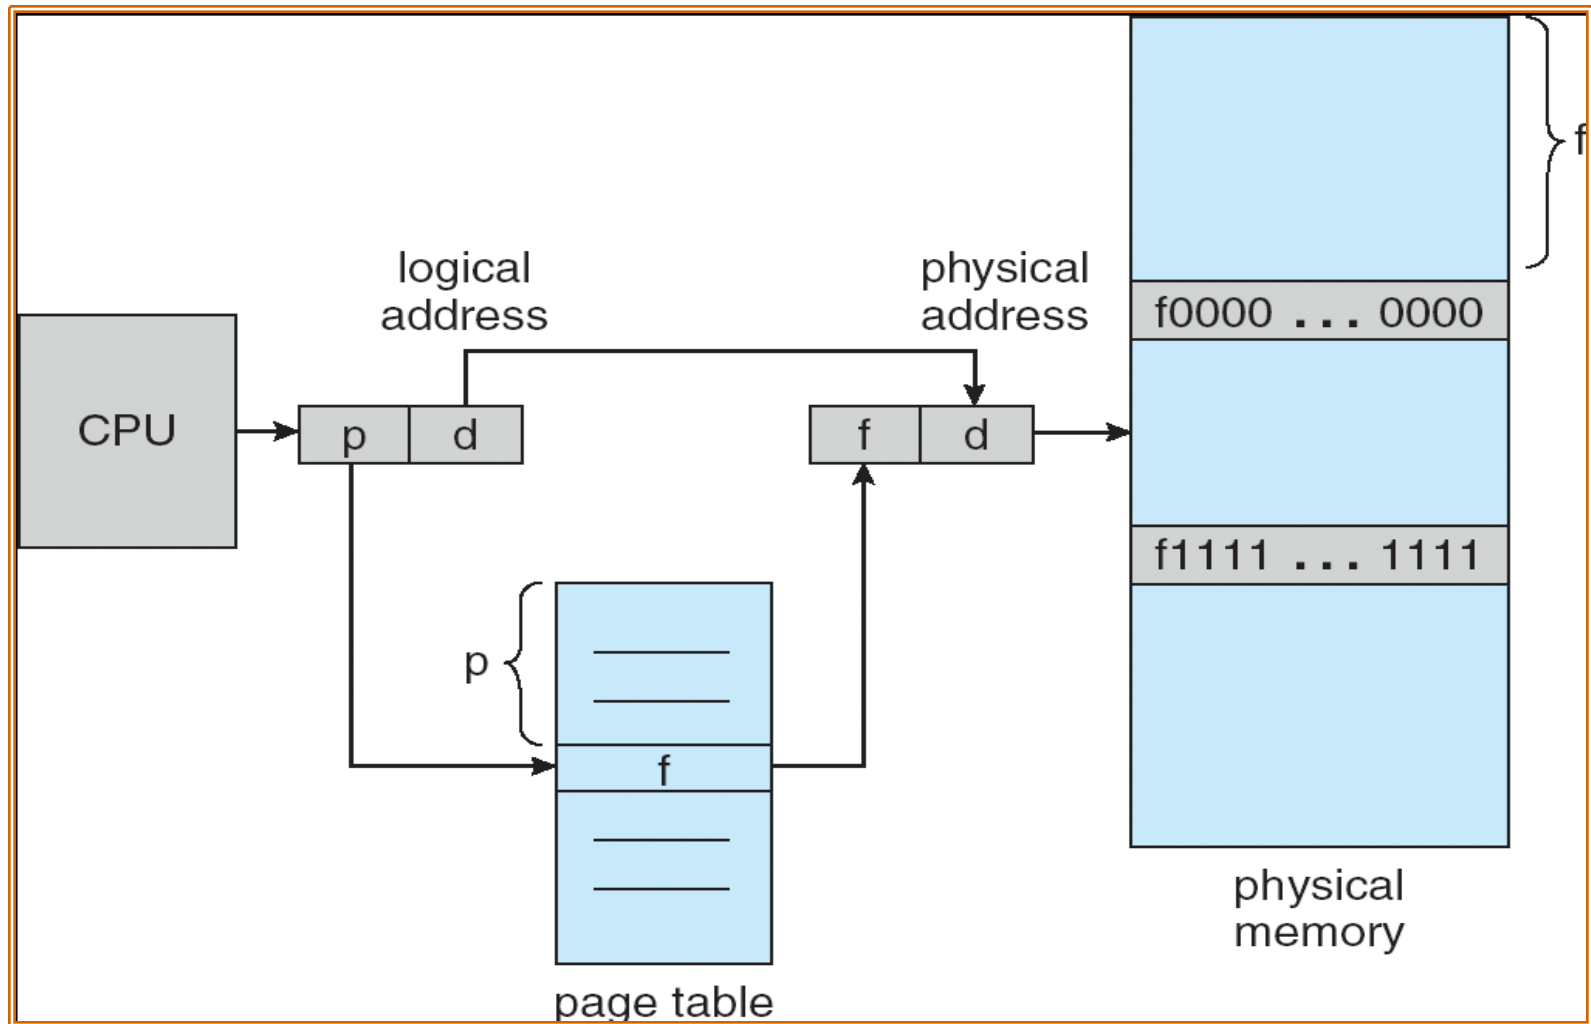 f
f0000 ... 0000
logical
address
physical
address
CPU
p
d
f
d
f1111 ... 1111
p
f
physical
memory
page table